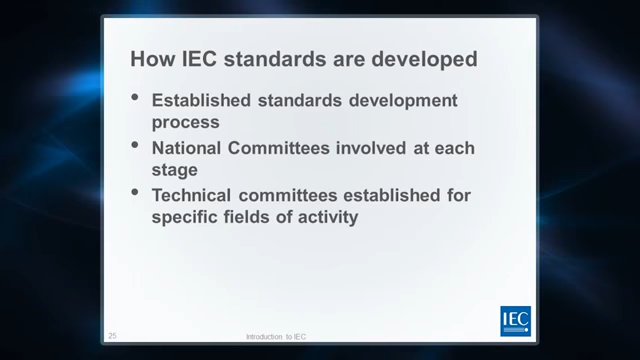 How IEC standards are developed
• Established standards development
process
• National Committees involved at each
stage
• Technical committees established for
specific fields of activity
25
Introduction to IEC
IEC